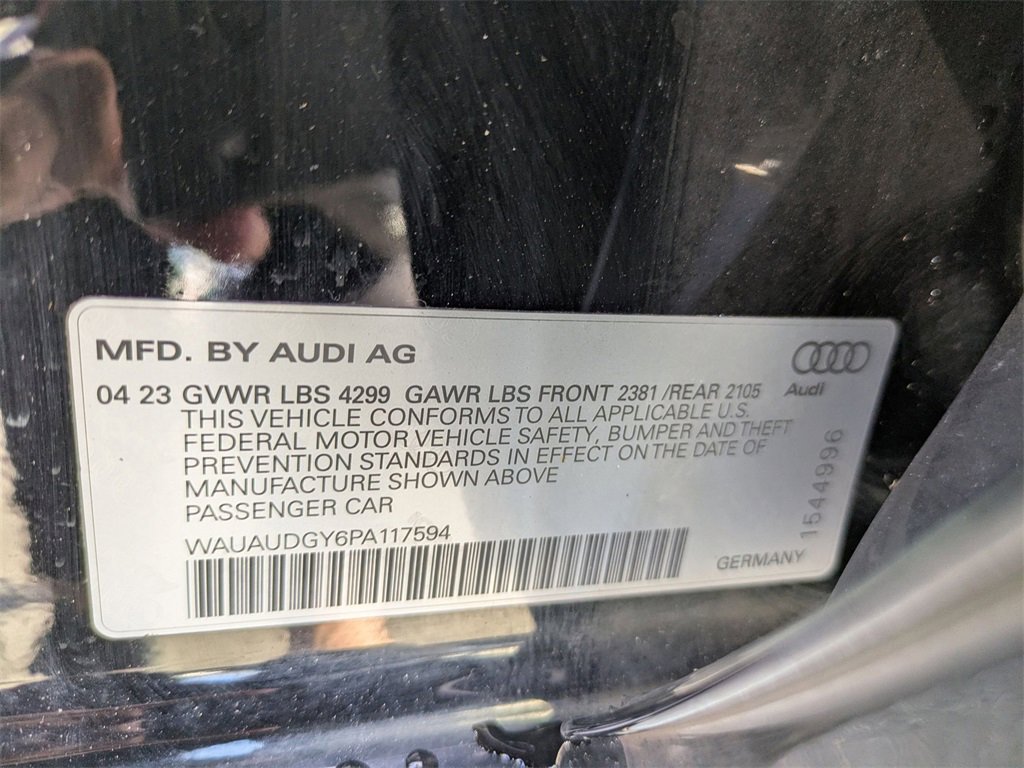 MFD. BY AUDI AG
Audi
04 23 GVWR LBS 4299 GAWR LBS FRONT 2381 /REAR 2105
THIS VEHICLE CONFORMS TO ALL APPLICABLE U.S.
FEDERAL MOTOR VEHICLE SAFETY, BUMPER AND THEFT
PREVENTION STANDARDS IN EFFECT ON THE DATE OF
MANUFACTURE SHOWN ABOVE
PASSENGER CAR
WAUAUDGY6PA117594
GERMANY
1544996